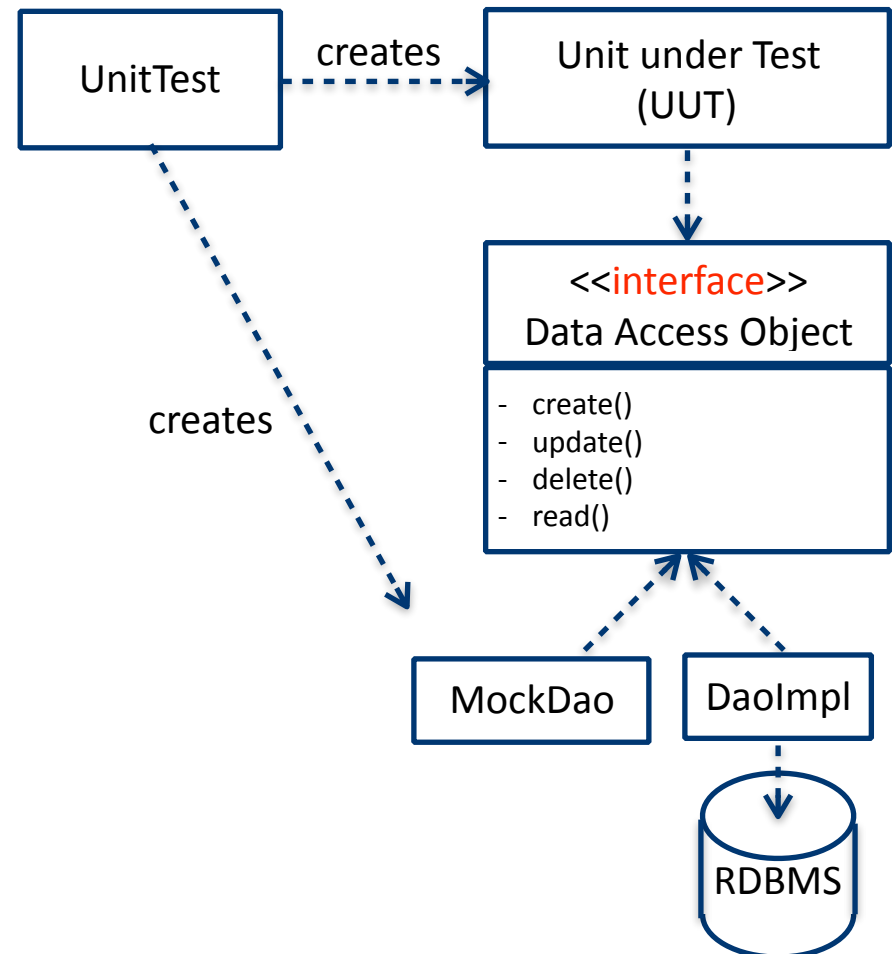 UnitTest
creates
Unit under Test
(UUT)
<<interface>>
Data Access Object
- create()
- update()
- delete()
- read()
creates
MockDao
DaoImpl
RDBMS